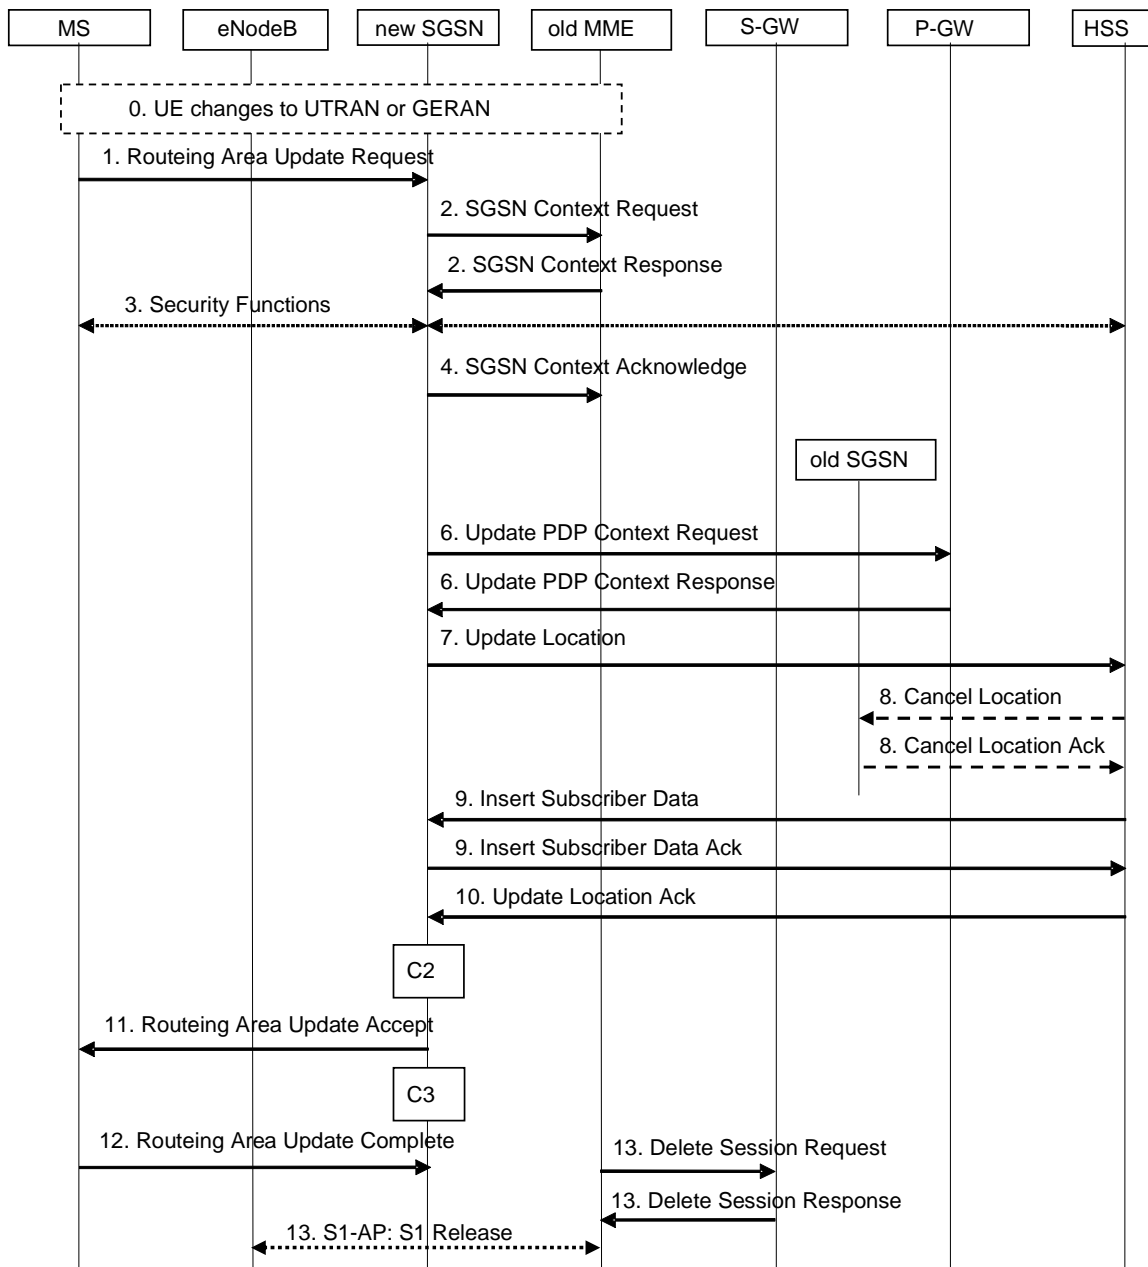 MS
eNodeB
new SGSN
old MME
S-GW
P-GW
HSS
0. UE changes to UTRAN or GERAN
1. Routeing Area Update Request
2. SGSN Context Request
2. SGSN Context Response
3. Security Functions
4. SGSN Context Acknowledge
old SGSN
6. Update PDP Context Request
6. Update PDP Context Response
7. Update Location
8. Cancel Location
8. Cancel Location Ack
9. Insert Subscriber Data
9. Insert Subscriber Data Ack
10. Update Location Ack
C2
11. Routeing Area Update Accept
C3
12. Routeing Area Update Complete
13. Delete Session Request
13. Delete Session Response
13. S1-AP: S1 Release